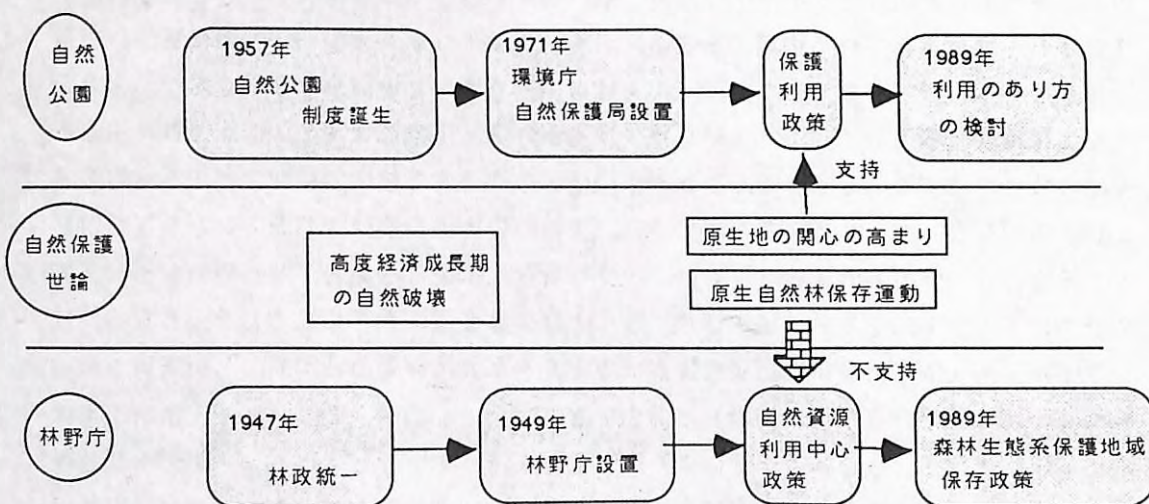 自然
公園
1957年
自然公園
制度誕生
1971年
環境庁
自然保護局設置
保護
利用
政策
1989年
利用のあり方
の検討
支持
自然保護
世論
高度経済成長期
の自然破壊
原生地の関心の高まり
原生自然林保存運動
不支持
林野庁
1947年
林政統一
1949年
林野庁設置
自然資源
利用中心
政策
1989年
森林生態系保護地域
保存政策